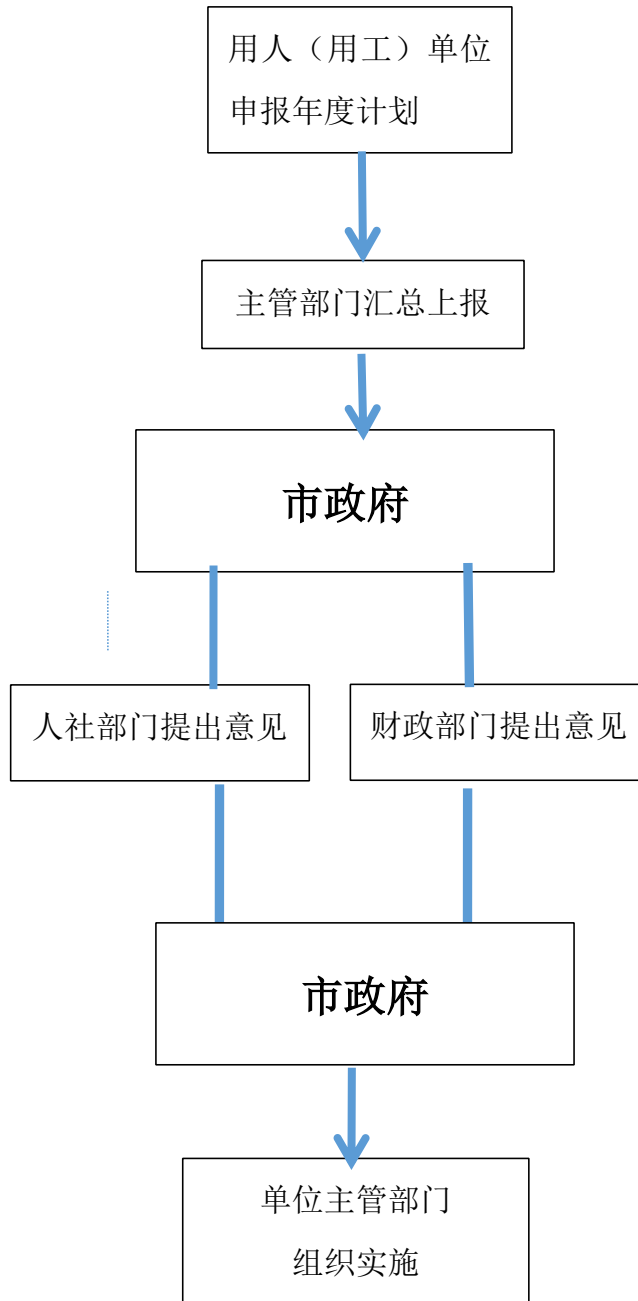 用人（用工）单位
申报年度计划
主管部门汇总上报
市政府
人社部门提出意见
财政部门提出意见
市政府
单位主管部门
组织实施